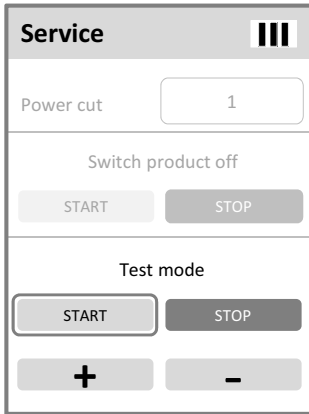 Service
Power cut 1
Switch product off
START STOP
Test mode
START STOP
+ -